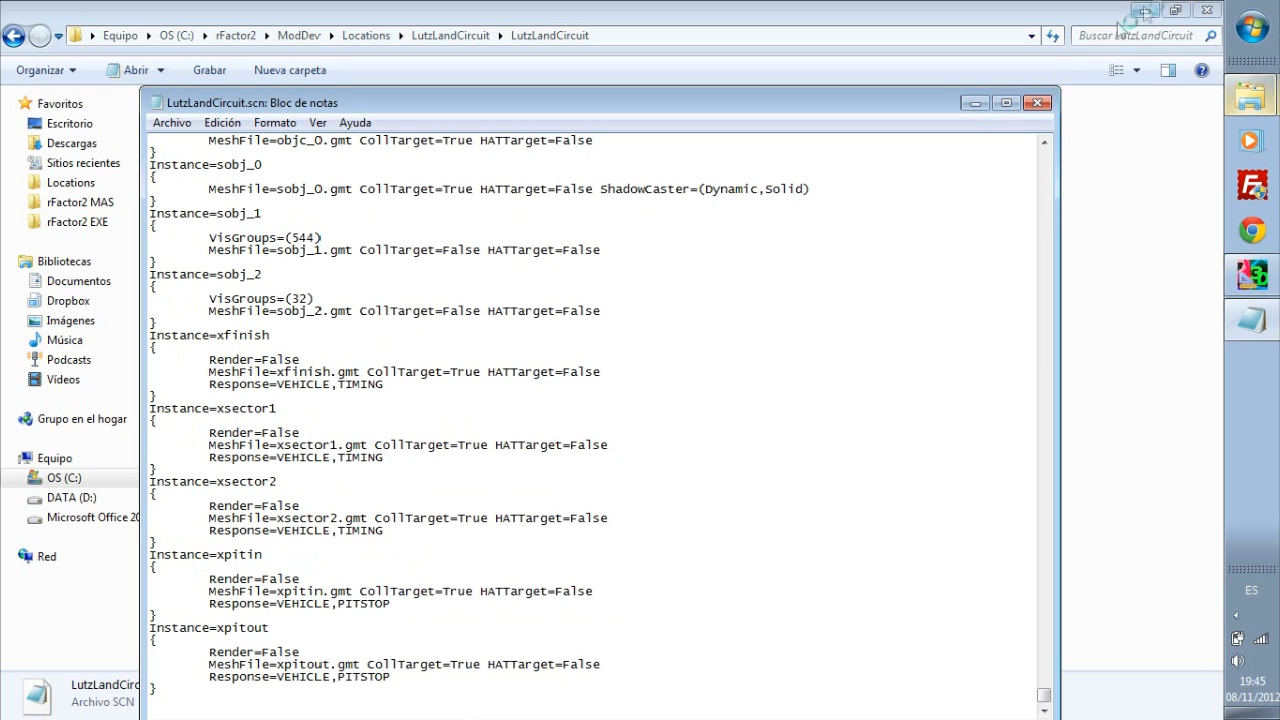 Equipo ▸ OS (C:) ▸ rFactor2 ▸ ModDev ▸ Locations ▸ LutzLandCircuit ▸ LutzLandCircuit
Buscar LutzLandCircuit
Organizar Abrir Grabar Nueva carpeta
Favoritos
Escritorio
Descargas
Sitios recientes
Locations
rFactor2 MAS
rFactor2 EXE
Bibliotecas
Documentos
Dropbox
Imágenes
Música
Podcasts
Vídeos
Grupo en el hogar
Equipo
OS (C:)
DATA (D:)
Microsoft Office 20
Red
LutzLandCirc
Archivo SCN
LutzLandCircuit.scn: Bloc de notas
Archivo Edición Formato Ver Ayuda
MeshFile=objc_O.gmt CollTarget=True HATTarget=False
}
Instance=sobj_0
{
MeshFile=sobj_O.gmt CollTarget=True HATTarget=False ShadowCaster=(Dynamic,Solid)
}
Instance=sobj_1
{
VisGroups=(544)
MeshFile=sobj_1.gmt CollTarget=False HATTarget=False
}
Instance=sobj_2
{
VisGroups=(32)
MeshFile=sobj_2.gmt CollTarget=False HATTarget=False
}
Instance=xfinish
{
Render=False
MeshFile=xfinish.gmt CollTarget=True HATTarget=False
Response=VEHICLE,TIMING
}
Instance=xsector1
{
Render=False
MeshFile=xsector1.gmt CollTarget=True HATTarget=False
Response=VEHICLE,TIMING
}
Instance=xsector2
{
Render=False
MeshFile=xsector2.gmt CollTarget=True HATTarget=False
Response=VEHICLE,TIMING
}
Instance=xpitin
{
Render=False
MeshFile=xpitin.gmt CollTarget=True HATTarget=False
Response=VEHICLE,PITSTOP
}
Instance=xpitout
{
Render=False
MeshFile=xpitout.gmt CollTarget=True HATTarget=False
Response=VEHICLE,PITSTOP
}
ES
19:45
08/11/2012